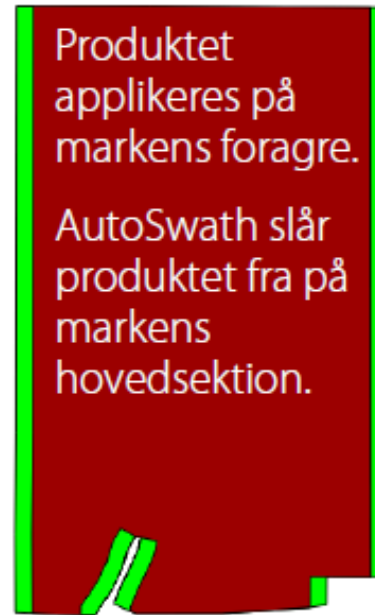 Produktet
applikeres på
markens foragre.
AutoSwath slår
produktet fra på
markens
hovedsektion.